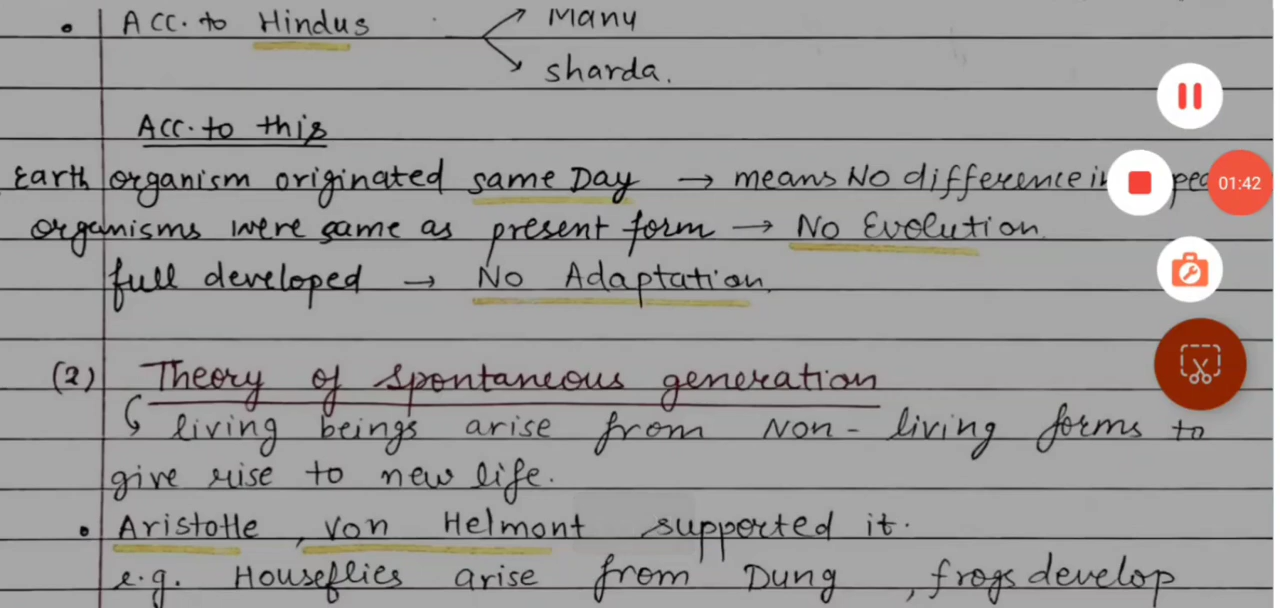 • Acc. to Hindus
Many
sharda.
Acc. to this
Earth organism originated same Day → means No difference in
organisms were same as present form → No Evolution.
full developed → No Adaptation.
(2) Theory of spontaneous generation
living beings arise from Non-living forms to
give rise to new life.
• Aristotle, von Helmont supported it.
e.g. Houseflies arise from Dung, frogs develop
01:42